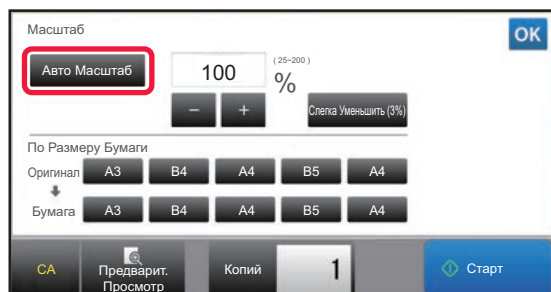 Масштаб
OK
Авто Масштаб
100
(25~200)
%
−
+
Слегка Уменьшить (3%)
По Размеру Бумаги
Оригинал A3 B4 A4 B5 A4
Бумага A3 B4 A4 B5 A4
CA
Предварит.
Просмотр
Копий
1
Старт